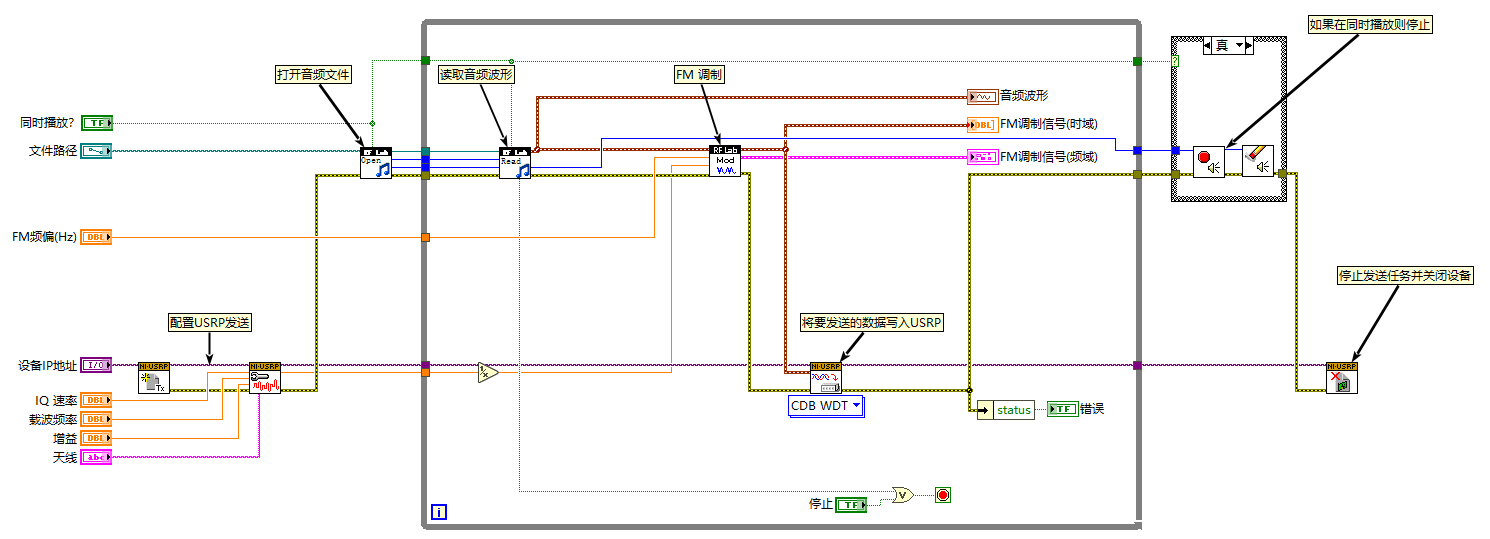 如果在同时播放则停止
真
打开音频文件
读取音频波形
FM 调制
?
音频波形
同时播放?
TF
DBL
FM调制信号(时域)
文件路径
Open
Read
RF Lab
Mod
FM调制信号(频域)
FM频偏(Hz)
DBL
停止发送任务并关闭设备
配置USRP发送
将要发送的数据写入USRP
设备IP地址
I/O
NI-USRP
Tx
NI-USRP
1/x
NI-USRP
NI-USRP
IQ 速率
DBL
CDB WDT
status
TF
错误
载波频率
DBL
增益
DBL
天线
abc
停止
TF
V
i